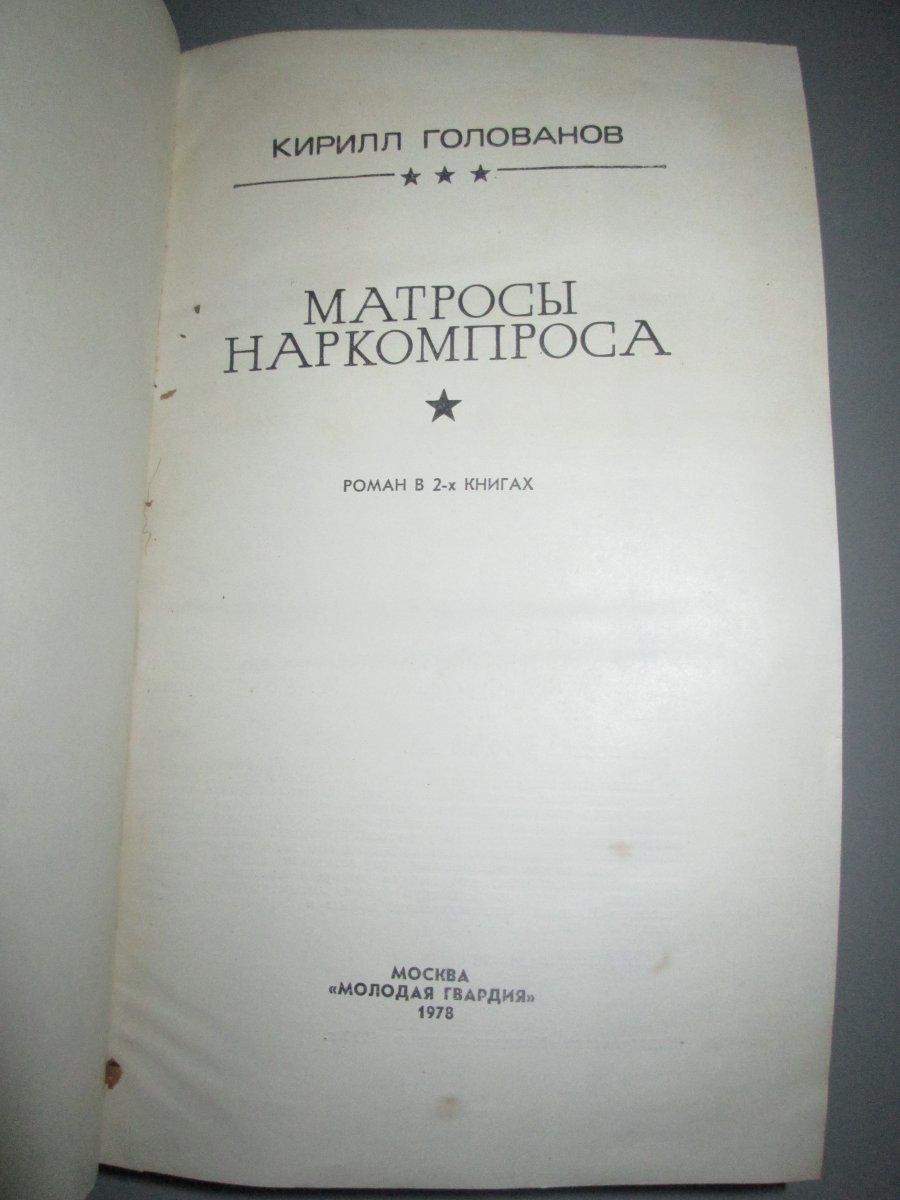 КИРИЛЛ ГОЛОВАНОВ
МАТРОСЫ
НАРКОМПРОСА
РОМАН В 2-х КНИГАХ
МОСКВА
«МОЛОДАЯ ГВАРДИЯ»
1978